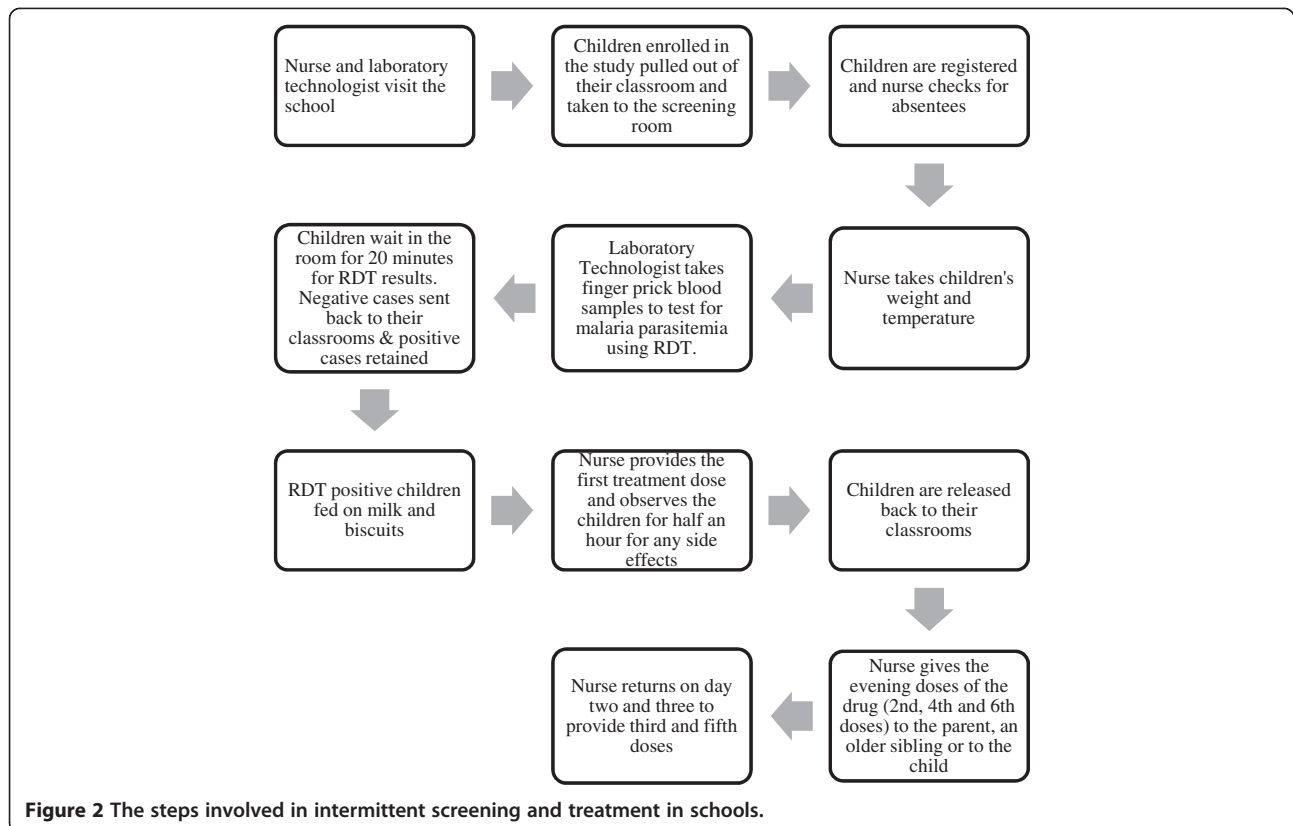 Nurse and laboratory
technologist visit the
school
Children enrolled in
the study pulled out of
their classroom and
taken to the screening
room
Children are registered
and nurse checks for
absentees
Nurse takes children's
weight and
temperature
Laboratory
Technologist takes
finger prick blood
samples to test for
malaria parasitemia
using RDT.
Children wait in the
room for 20 minutes
for RDT results.
Negative cases sent
back to their
classrooms & positive
cases retained
RDT positive children
fed on milk and
biscuits
Nurse provides the
first treatment dose
and observes the
children for half an
hour for any side
effects
Children are released
back to their
classrooms
Nurse gives the
evening doses of the
drug (2nd, 4th and 6th
doses) to the parent, an
older sibling or to the
child
Nurse returns on day
two and three to
provide third and fifth
doses
Figure 2 The steps involved in intermittent screening and treatment in schools.